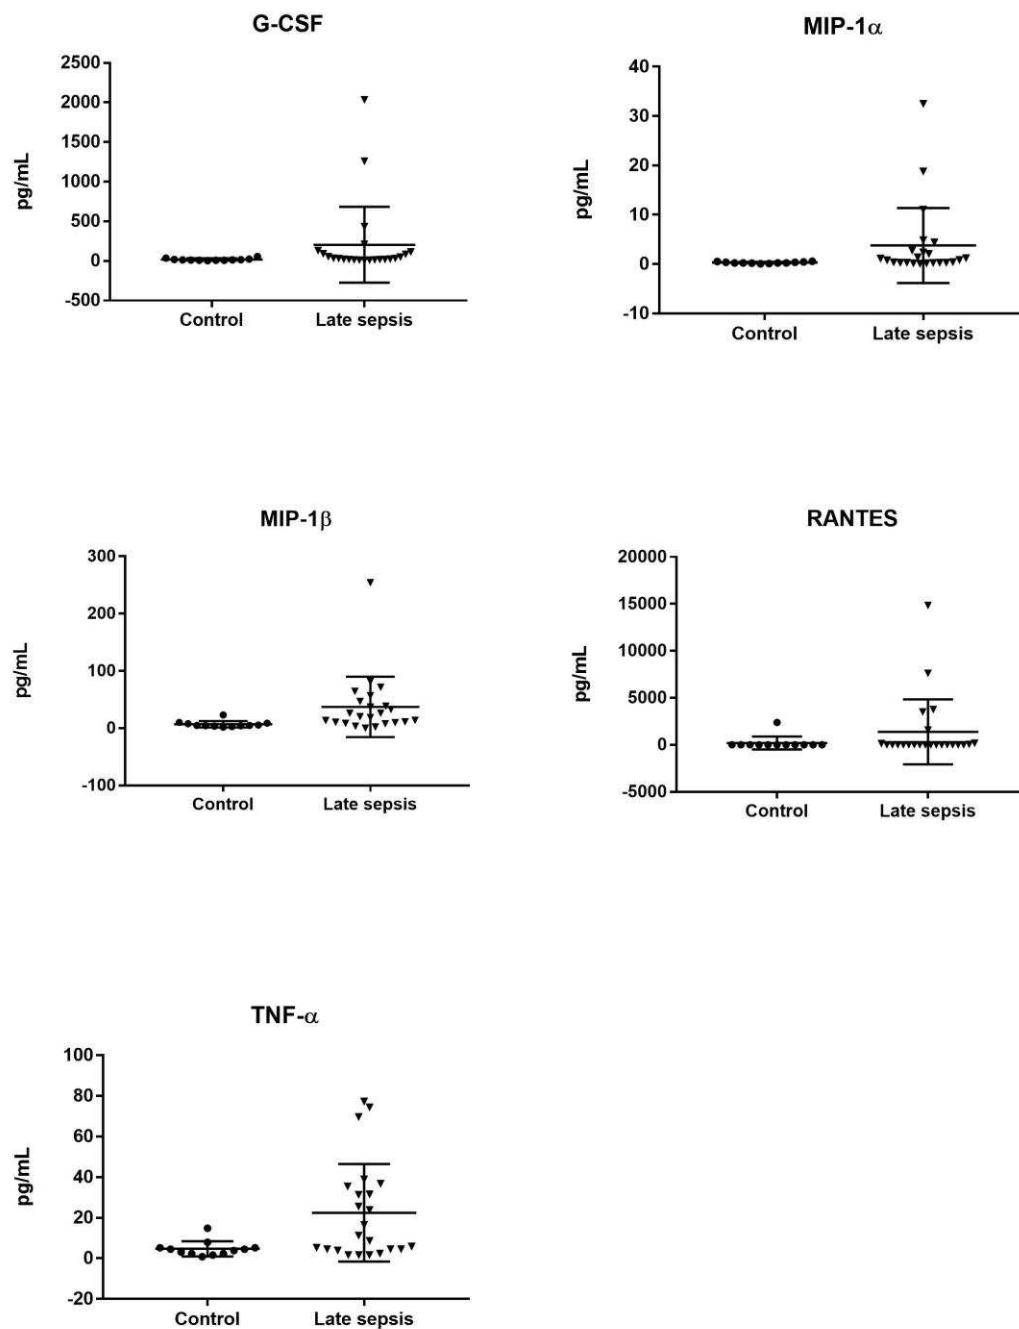 G-CSF
2500
2000
1500
1000
500
0
-500
pg/mL
Control
Late sepsis
MIP-1α
40
30
20
10
0
-10
pg/mL
Control
Late sepsis
MIP-1β
300
200
100
0
-100
pg/mL
Control
Late sepsis
RANTES
20000
15000
10000
5000
0
-5000
pg/mL
Control
Late sepsis
TNF-α
100
80
60
40
20
0
-20
pg/mL
Control
Late sepsis